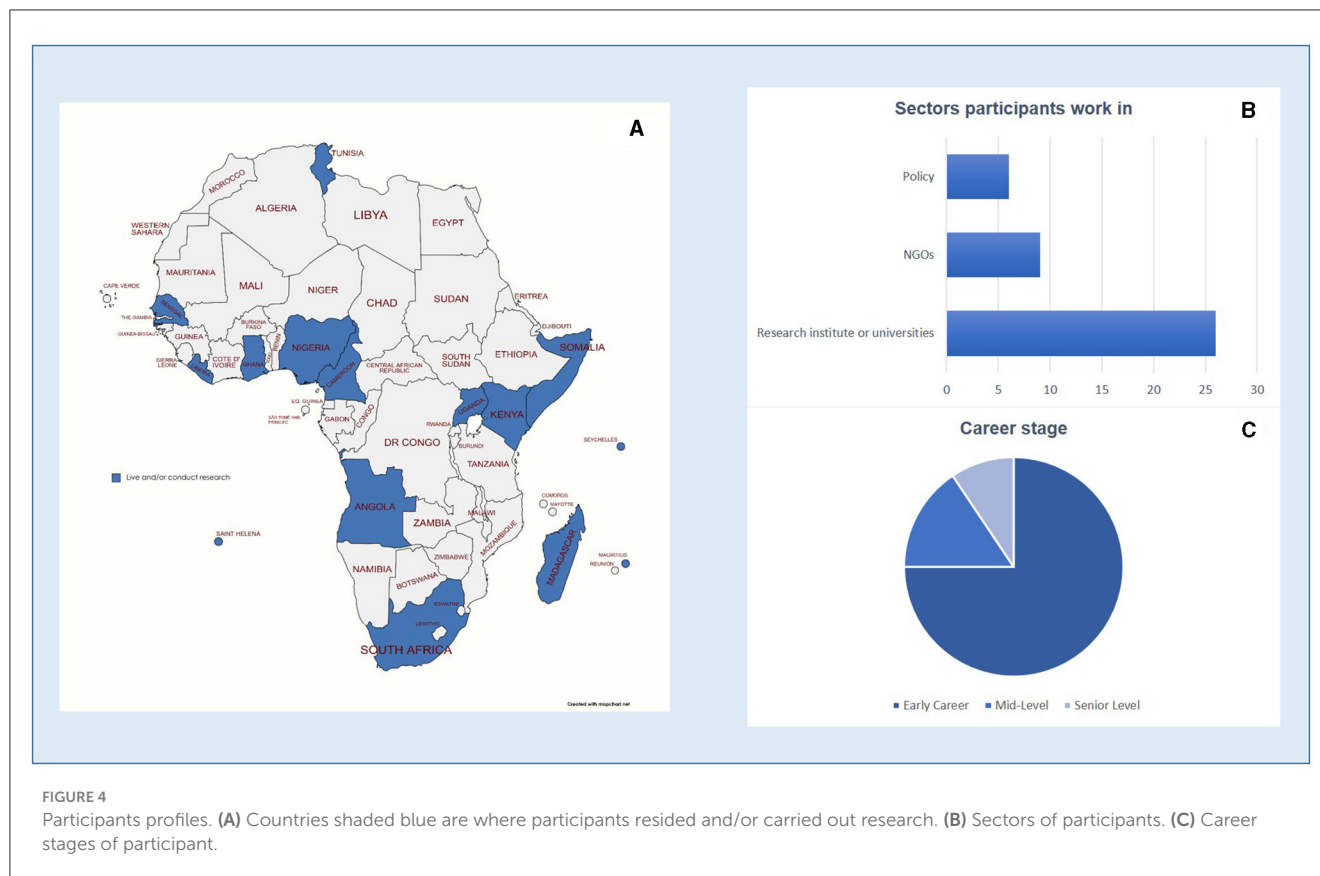 A
TUNISIA
MOROCCO
ALGERIA
LIBYA
EGYPT
WESTERN
SAHARA
MAURITANIA
MALI
NIGER
CHAD
SUDAN
ERITREA
CAPE VERDE
SENEGAL
THE GAMBIA
GUINEA-BISSAU
GUINEA
BURKINA
FASO
BENIN
TOGO
DJIBOUTI
SIERRA
LEONE
LIBERIA
COTE D'
IVOIRE
GHANA
NIGERIA
CAMEROON
CENTRAL AFRICAN
REPUBLIC
SOUTH
SUDAN
ETHIOPIA
SOMALIA
EQ. GUINEA
SÃO TOMÉ AND
PRINCIPE
GABON
CONGO
DR CONGO
UGANDA
KENYA
RWANDA
BURUNDI
TANZANIA
SEYCHELLES
Live and/or conduct research
ANGOLA
ZAMBIA
MALAWI
MOZAMBIQUE
COMOROS
MAYOTTE
SAINT HELENA
ZIMBABWE
NAMIBIA
BOTSWANA
MADAGASCAR
MAURITIUS
REUNION
ESWATINI
LESOTHO
SOUTH AFRICA
Created with mapchart.net
Sectors participants work in
B
Policy
NGOs
Research institute or universities
0 5 10 15 20 25 30
Career stage
C
Early Career Mid-Level Senior Level
FIGURE 4
Participants profiles. (A) Countries shaded blue are where participants resided and/or carried out research. (B) Sectors of participants. (C) Career
stages of participant.